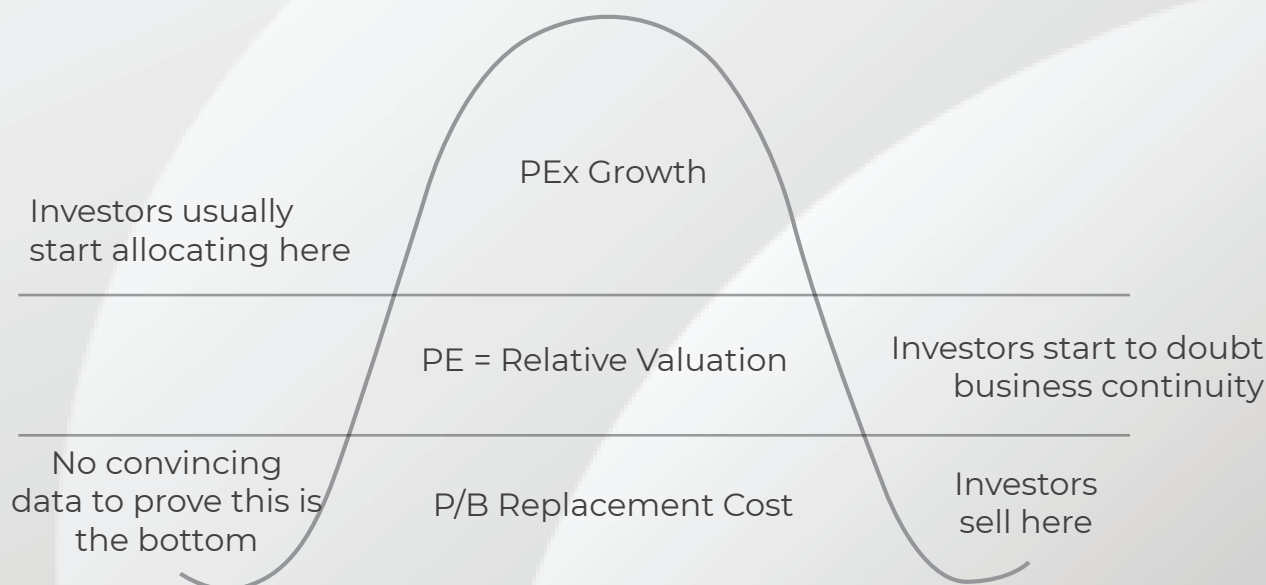 PEx Growth
Investors usually
start allocating here
PE = Relative Valuation
Investors start to doubt
business continuity
No convincing
data to prove this is
the bottom
P/B Replacement Cost
Investors
sell here